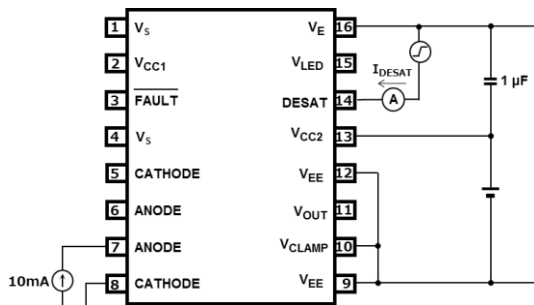 1 VS
2 VCC1
3 FAULT
4 VS
5 CATHODE
6 ANODE
7 ANODE
8 CATHODE
VE 16
VLED 15
DESAT 14
VCC2 13
VEE 12
VOUT 11
VCLAMP 10
VEE 9
IDESAT
A
1 μF
10mA